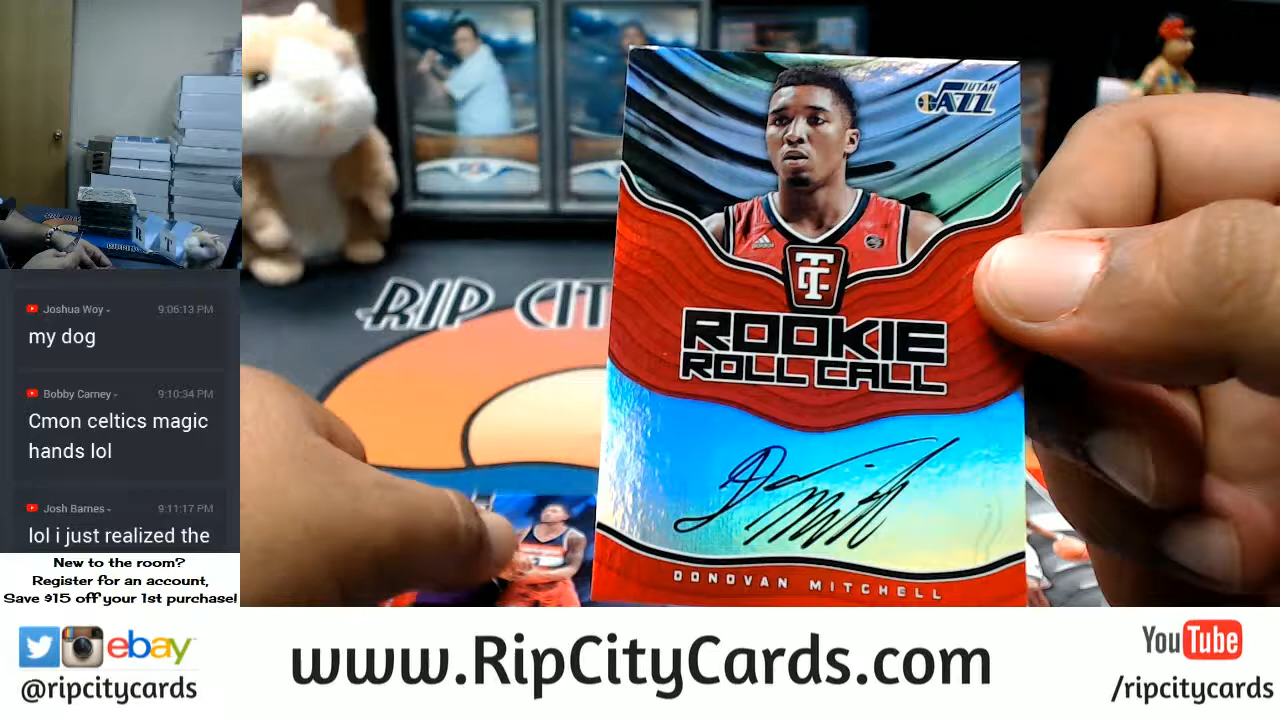 Joshua Woy
9:06:13 PM
my dog
Bobby Carney
9:10:34 PM
Cmon celtics magic
hands lol
Josh Barnes
9:11:17 PM
lol i just realized the
New to the room?
Register for an account,
Save $15 off your 1st purchase!
RIP CIT
UTAH
JAZZ
adidas
ROOKIE
ROLL CALL
DONOVAN MITCHELL
ebay
@ripcitycards
www.RipCityCards.com
YouTube
/ripcitycards